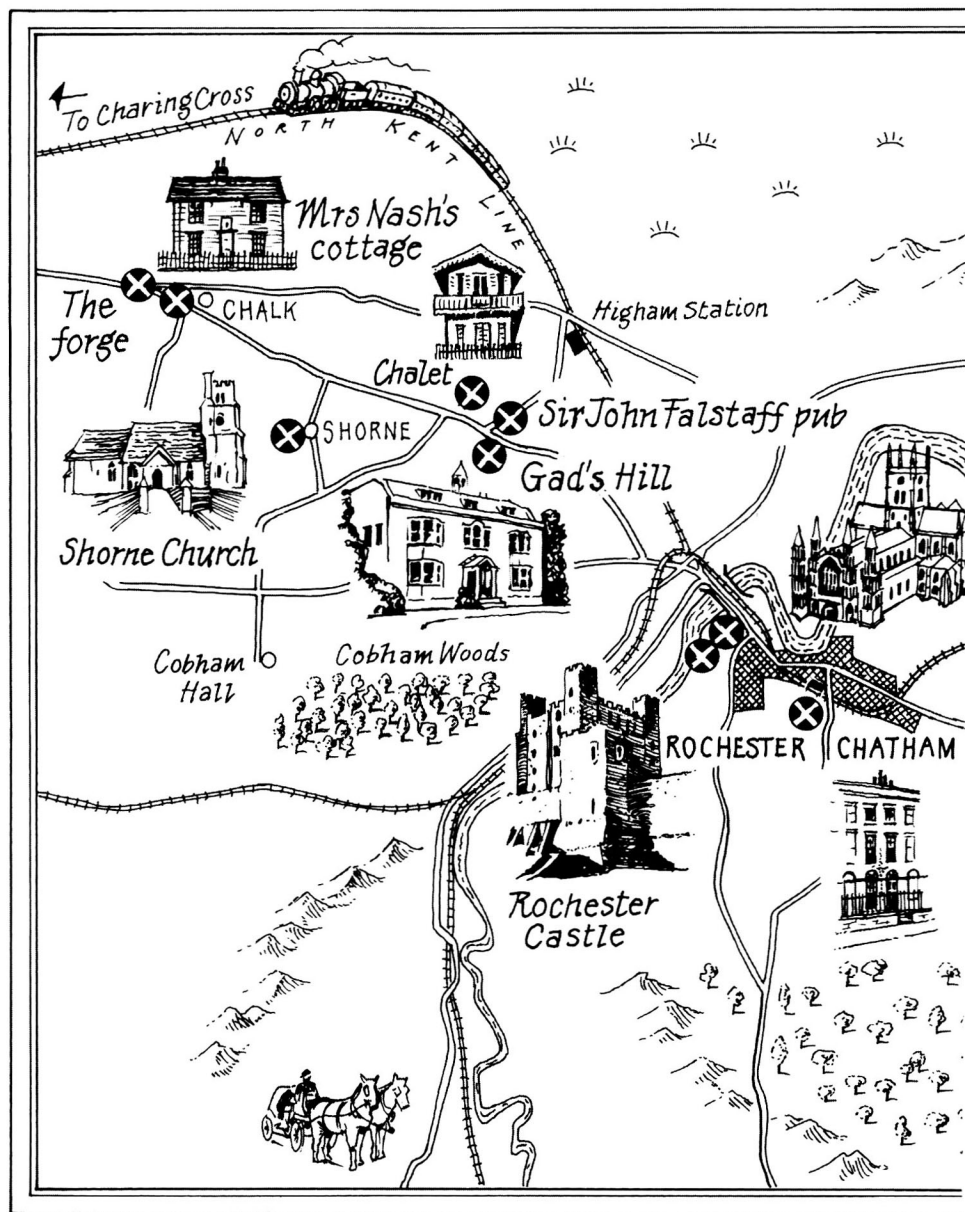 To Charing Cross
NORTH KENT LINE
Mrs Nash's
cottage
The
forge
CHALK
Higham Station
Chalet
Sir John Falstaff pub
SHORNE
Gad's Hill
Shorne Church
Cobham
Hall
Cobham Woods
ROCHESTER
CHATHAM
Rochester
Castle